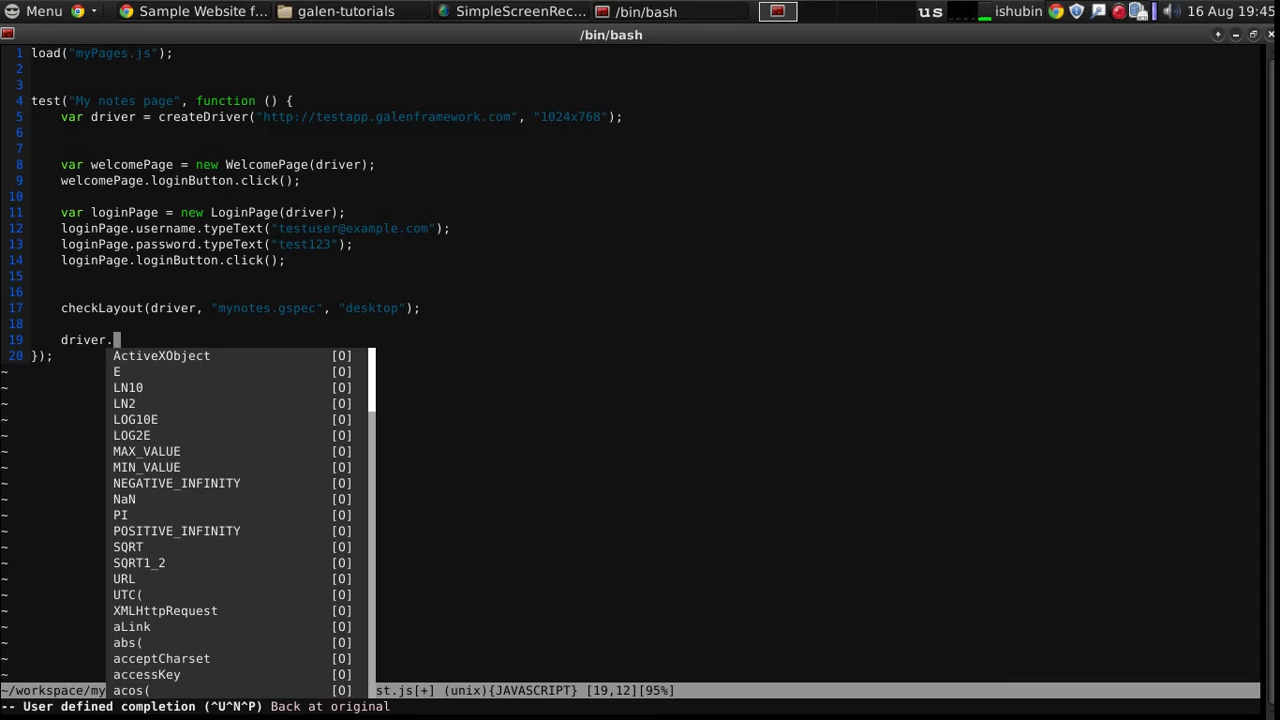 Menu Sample Website f... galen-tutorials SimpleScreenRec... /bin/bash us ishubin 16 Aug 19:45
/bin/bash
1 load("myPages.js");
2
3
4 test("My notes page", function () {
5 var driver = createDriver("http://testapp.galenframework.com", "1024x768");
6
7
8 var welcomePage = new WelcomePage(driver);
9 welcomePage.loginButton.click();
10
11 var loginPage = new LoginPage(driver);
12 loginPage.username.typeText("testuser@example.com");
13 loginPage.password.typeText("test123");
14 loginPage.loginButton.click();
15
16
17 checkLayout(driver, "mynotes.gspec", "desktop");
18
19 driver.
20 });
~ ActiveXObject [O]
~ E [O]
~ LN10 [O]
~ LN2 [O]
~ LOG10E [O]
~ LOG2E [O]
~ MAX_VALUE [O]
~ MIN_VALUE [O]
~ NEGATIVE_INFINITY [O]
~ NaN [O]
~ PI [O]
~ POSITIVE_INFINITY [O]
~ SQRT [O]
~ SQRT1_2 [O]
~ URL [O]
~ UTC( [O]
~ XMLHttpRequest [O]
~ aLink [O]
~ abs( [O]
~ acceptCharset [O]
~ accessKey [O]
~/workspace/my acos( [O] st.js[+] (unix){JAVASCRIPT} [19,12][95%]
-- User defined completion (^U^N^P) Back at original